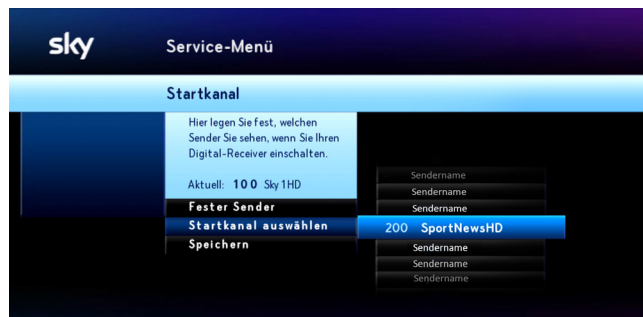 sky
Service-Menü
Startkanal
Hier legen Sie fest, welchen
Sender Sie sehen, wenn Sie Ihren
Digital-Receiver einschalten.
Aktuell: 100 Sky 1HD
Fester Sender
Startkanal auswählen
Speichern
Sendername
Sendername
Sendername
200 SportNewsHD
Sendername
Sendername
Sendername